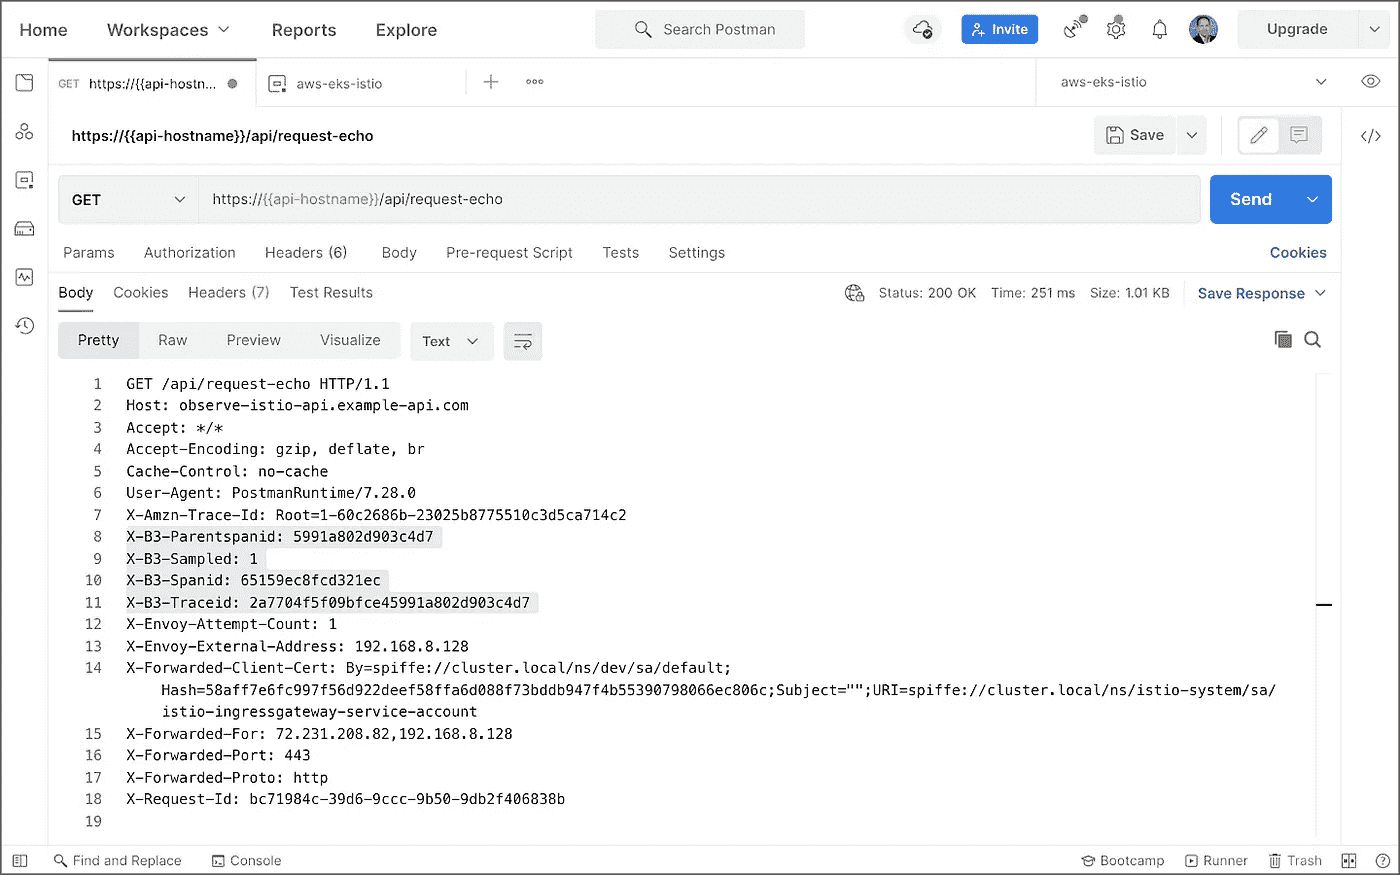 Home Workspaces Reports Explore Search Postman Invite Upgrade
GET https://{{api-hostn... aws-eks-istio aws-eks-istio
https://{{api-hostname}}/api/request-echo Save
GET https://{{api-hostname}}/api/request-echo Send
Params Authorization Headers (6) Body Pre-request Script Tests Settings Cookies
Body Cookies Headers (7) Test Results Status: 200 OK Time: 251 ms Size: 1.01 KB Save Response
Pretty Raw Preview Visualize Text
1 GET /api/request-echo HTTP/1.1
2 Host: observe-istio-api.example-api.com
3 Accept: */*
4 Accept-Encoding: gzip, deflate, br
5 Cache-Control: no-cache
6 User-Agent: PostmanRuntime/7.28.0
7 X-Amzn-Trace-Id: Root=1-60c2686b-23025b8775510c3d5ca714c2
8 X-B3-Parentspanid: 5991a802d903c4d7
9 X-B3-Sampled: 1
10 X-B3-Spanid: 65159ec8fcd321ec
11 X-B3-Traceid: 2a7704f5f09bfce45991a802d903c4d7
12 X-Envoy-Attempt-Count: 1
13 X-Envoy-External-Address: 192.168.8.128
14 X-Forwarded-Client-Cert: By=spiffe://cluster.local/ns/dev/sa/default;
Hash=58aff7e6fc997f56d922deef58ffa6d088f73bddb947f4b55390798066ec806c;Subject="";URI=spiffe://cluster.local/ns/istio-system/sa/
istio-ingressgateway-service-account
15 X-Forwarded-For: 72.231.208.82,192.168.8.128
16 X-Forwarded-Port: 443
17 X-Forwarded-Proto: http
18 X-Request-Id: bc71984c-39d6-9ccc-9b50-9db2f406838b
19
Find and Replace Console Bootcamp Runner Trash